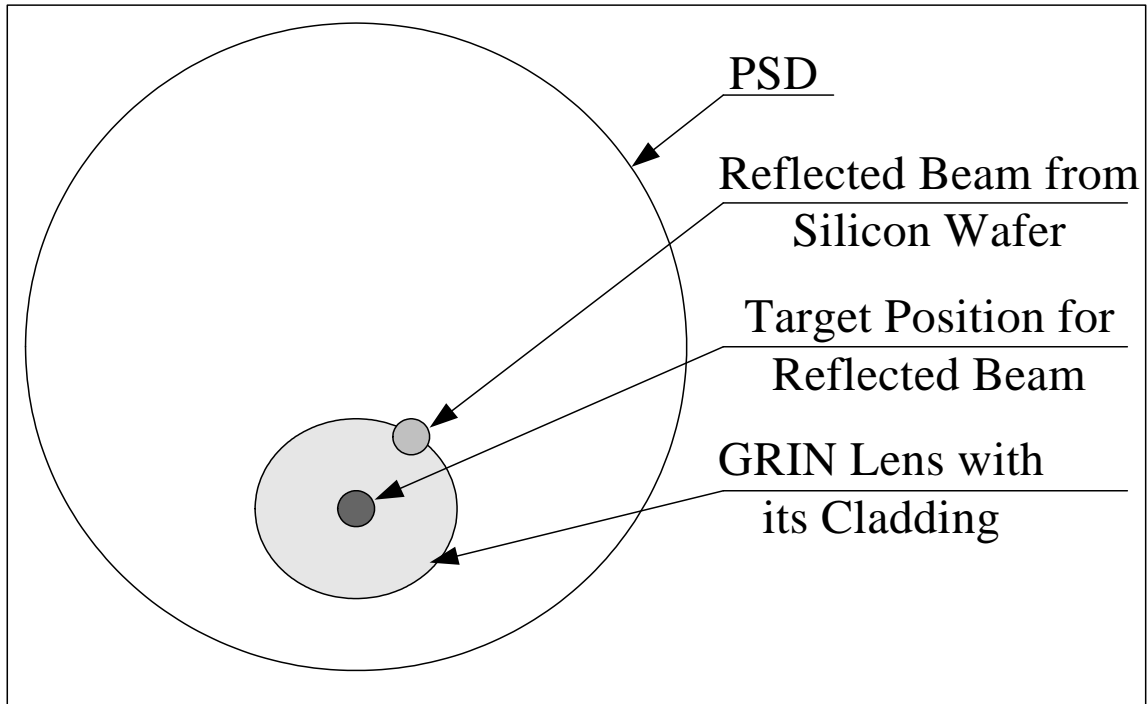 PSD
Reflected Beam from
Silicon Wafer
Target Position for
Reflected Beam
GRIN Lens with
its Cladding